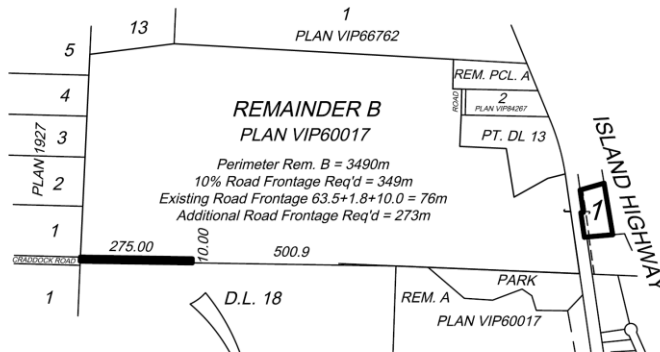 1
PLAN VIP66762
13
5
4
3
2
1
PLAN 1927
REM. PCL. A
ROAD
2
PLAN VIP84267
PT. DL 13
REMAINDER B
PLAN VIP60017
Perimeter Rem. B = 3490m
10% Road Frontage Req'd = 349m
Existing Road Frontage 63.5+1.8+10.0 = 76m
Additional Road Frontage Req'd = 273m
ISLAND HIGHWAY
1
275.00
10.00
500.9
CRADDOCK ROAD
1
D.L. 18
REM. A
PARK
PLAN VIP60017